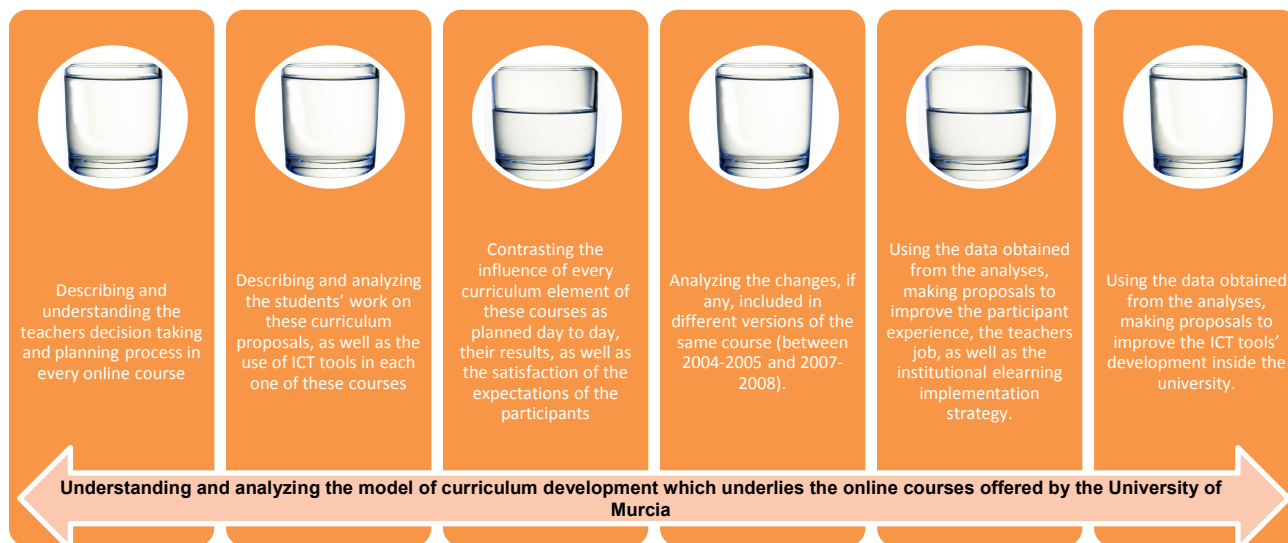 Describing and
understanding the
teachers decision taking
and planning process in
every online course
Describing and analyzing
the students’ work on
these curriculum
proposals, as well as the
use of ICT tools in each
one of these courses
Contrasting the
influence of every
curriculum element of
these courses as
planned day to day,
their results, as well as
the satisfaction of the
expectations of the
participants
Analyzing the changes, if
any, included in
different versions of the
same course (between
2004-2005 and 2007-
2008).
Using the data obtained
from the analyses,
making proposals to
improve the participant
experience, the teachers
job, as well as the
institutional elearning
implementation
strategy.
Using the data obtained
from the analyses,
making proposals to
improve the ICT tools’
development inside the
university.
Understanding and analyzing the model of curriculum development which underlies the online courses offered by the University of
Murcia